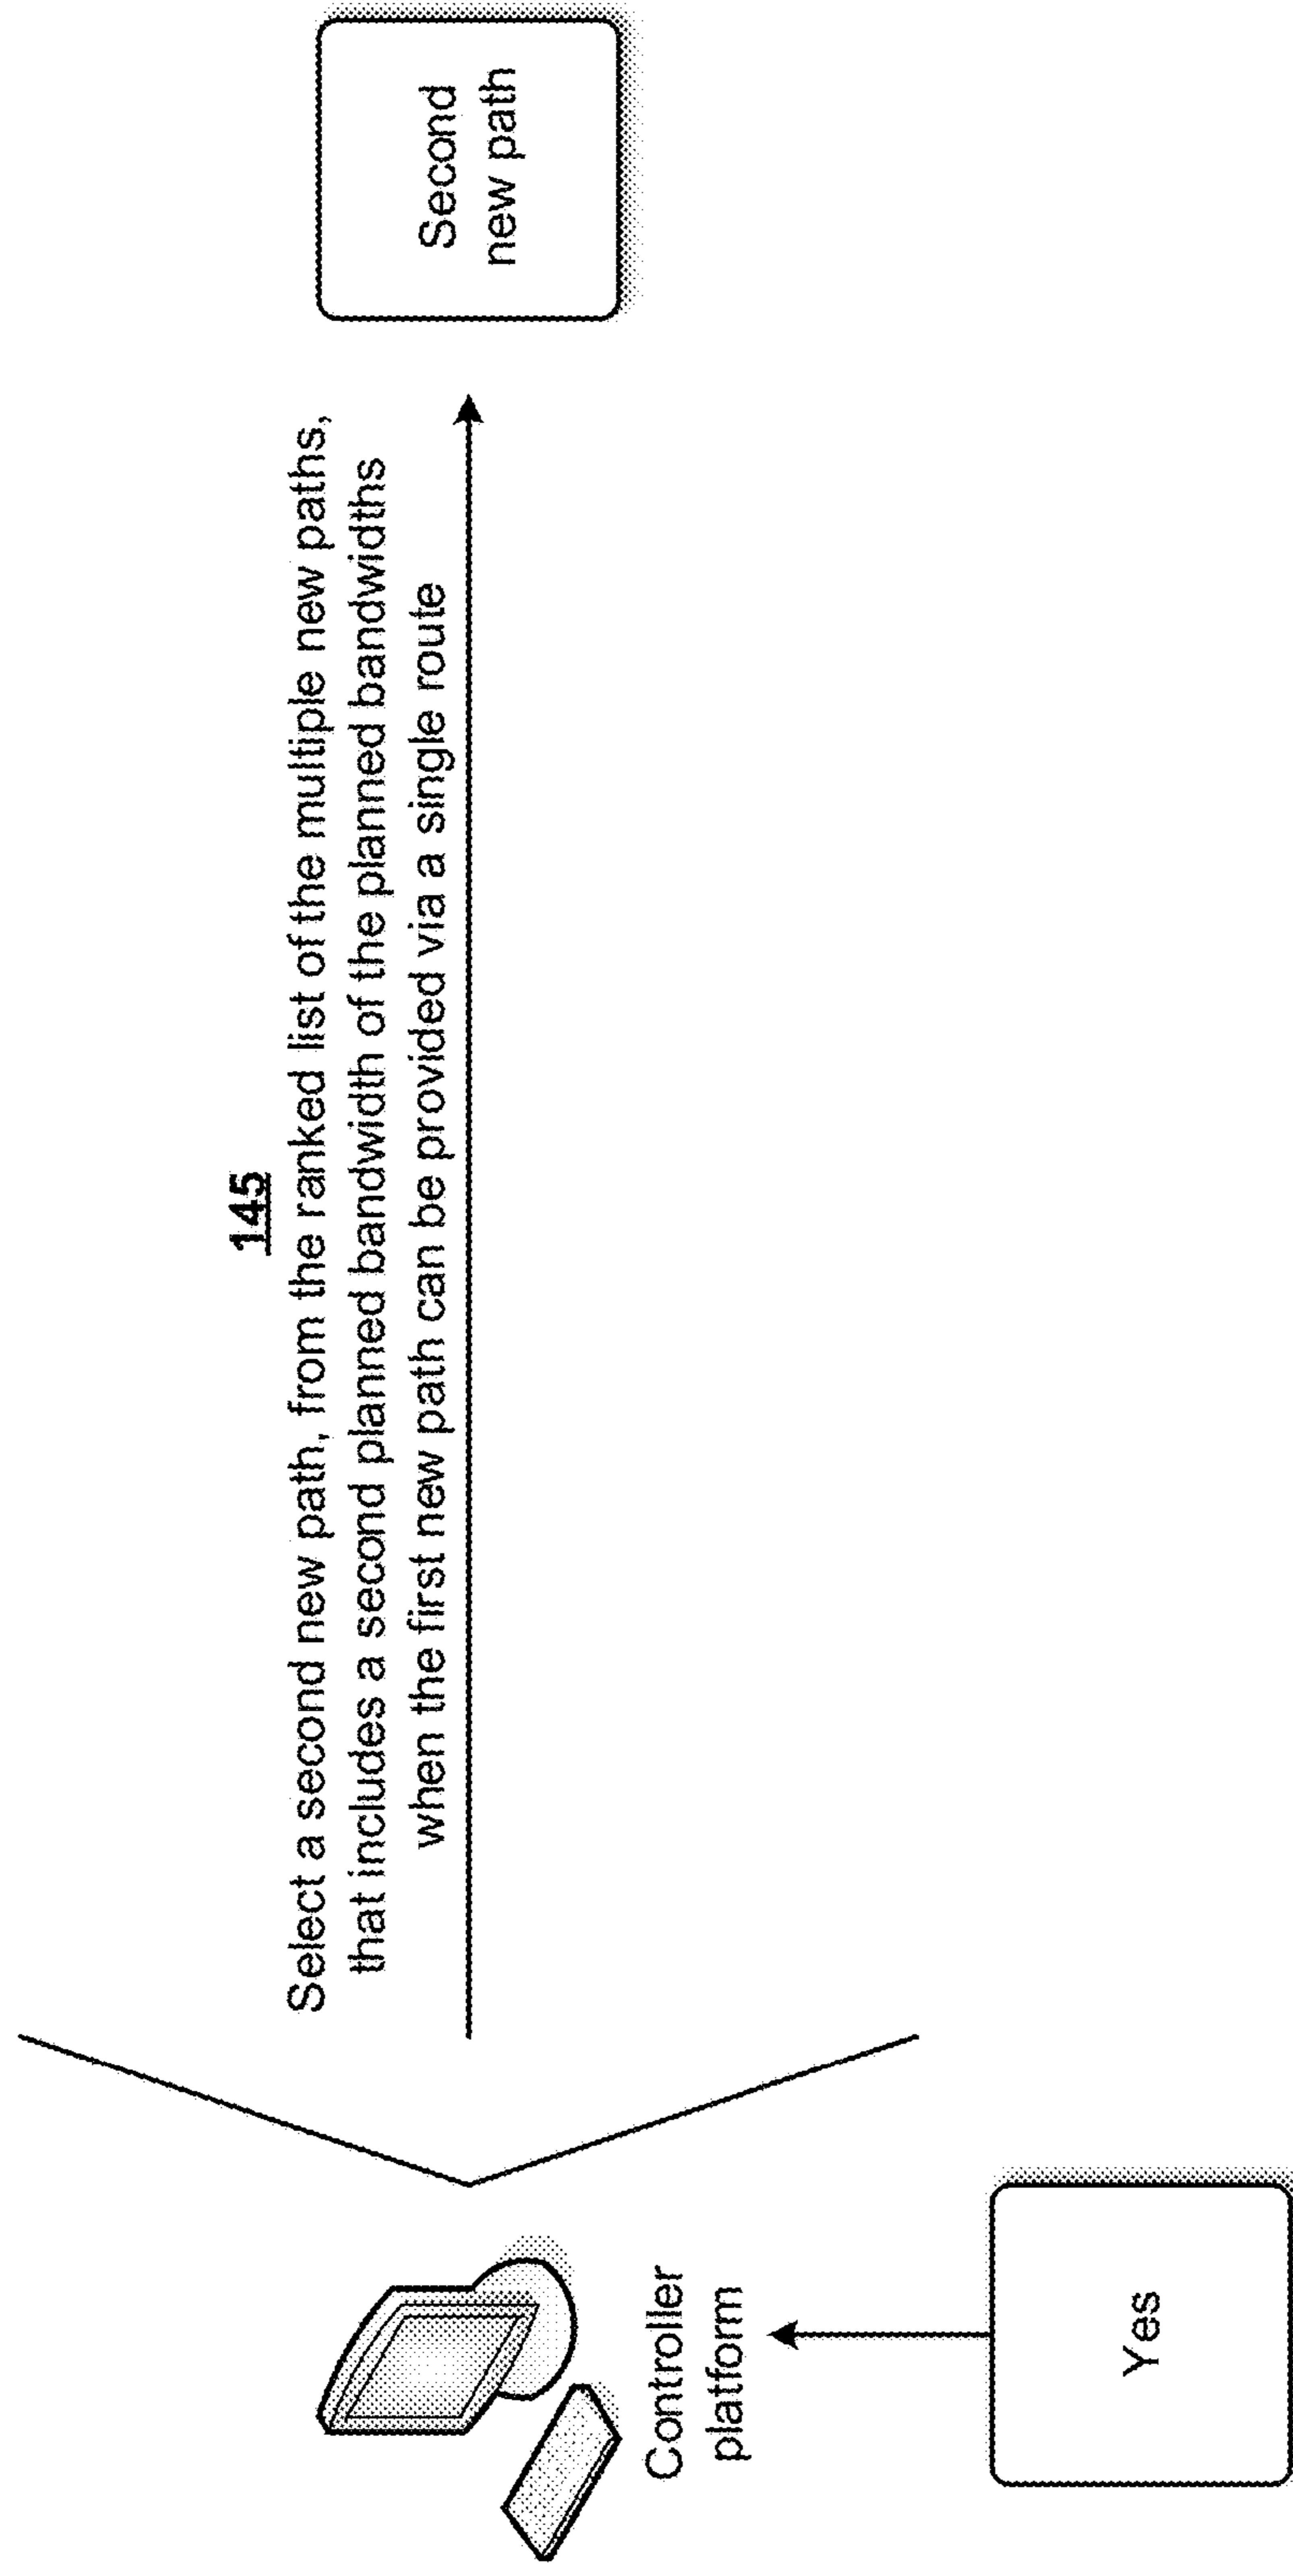 145
Select a second new path, from the ranked list of the multiple new paths,
that includes a second planned bandwidth of the planned bandwidths
when the first new path can be provided via a single route
Second
new path
Controller
platform
Yes